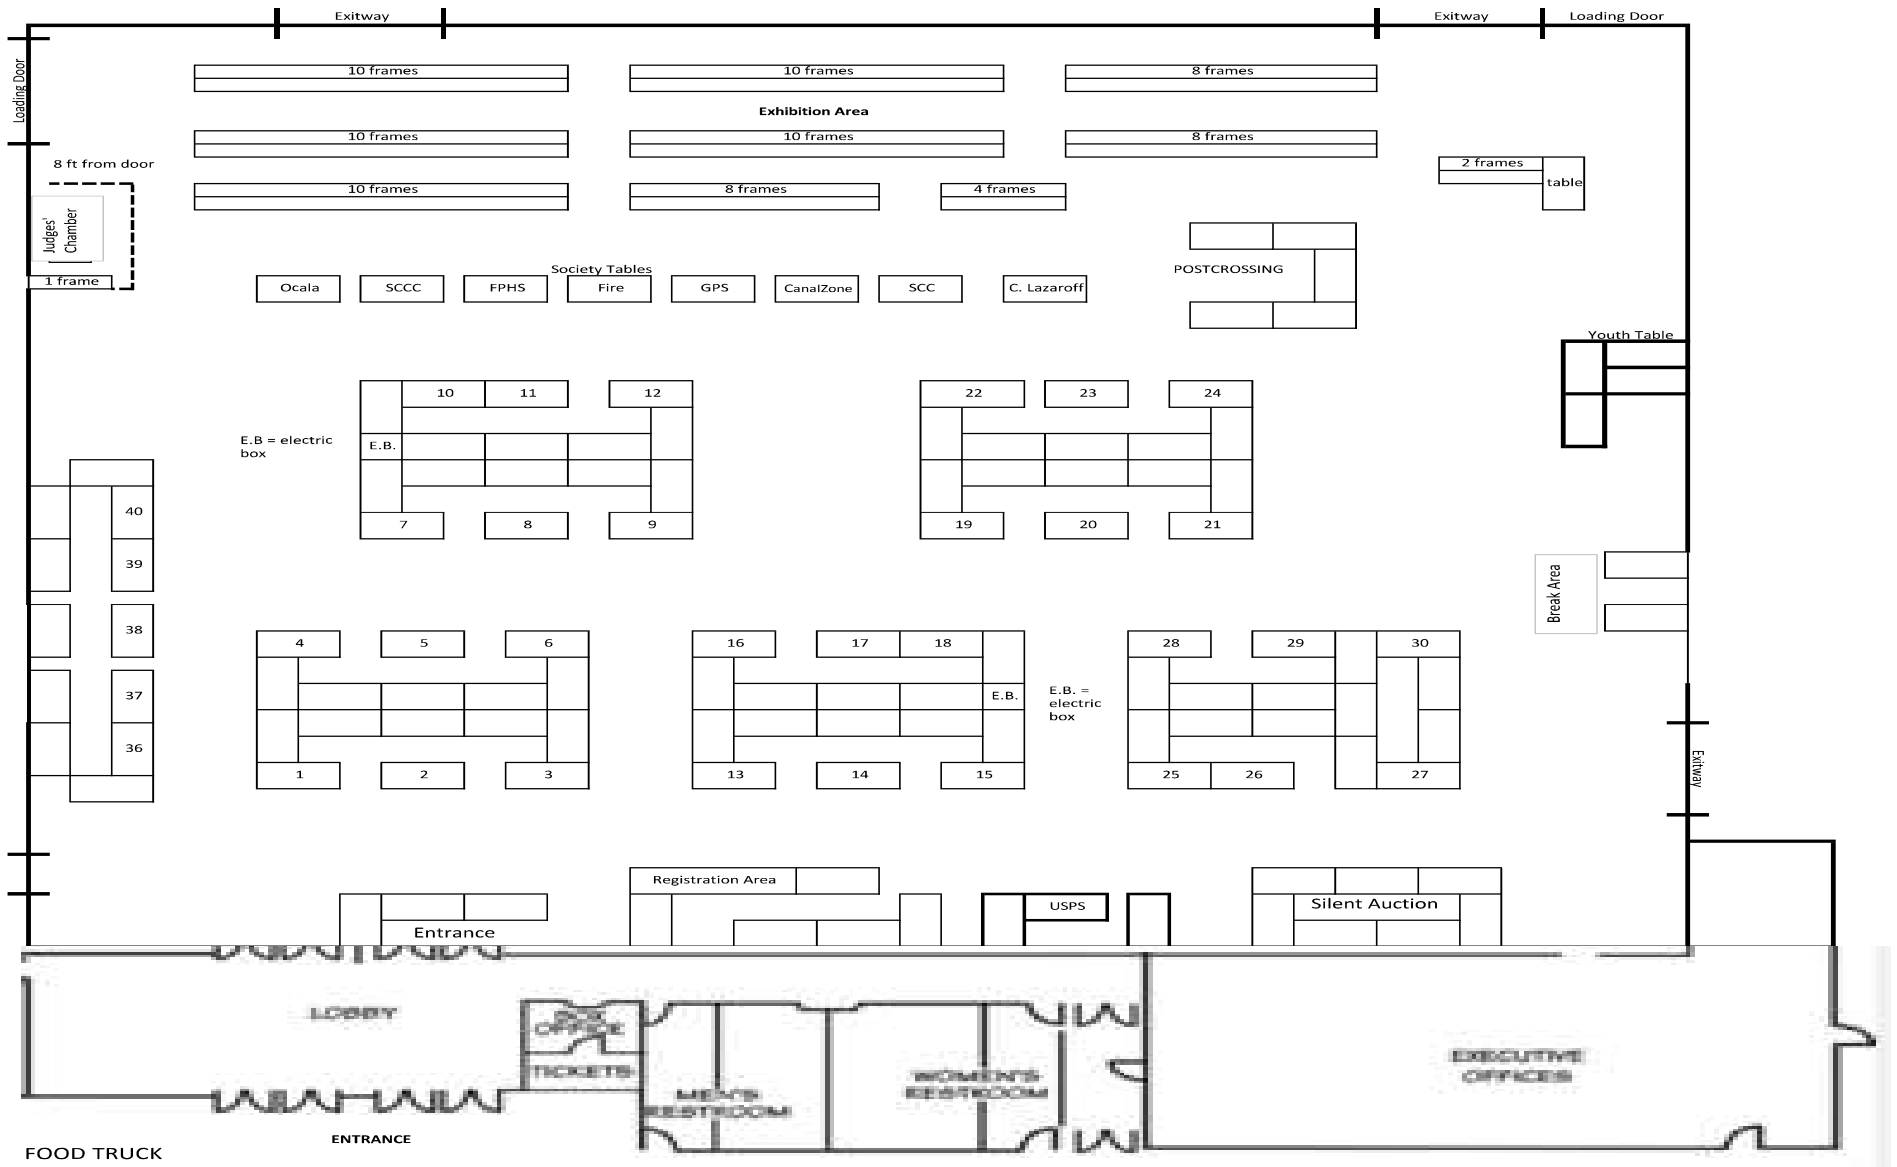 Exitway
Exitway
Loading Door
Loading Door
10 frames
10 frames
8 frames
Exhibition Area
10 frames
10 frames
8 frames
8 ft from door
2 frames
table
10 frames
8 frames
4 frames
Judges'
Chamber
1 frame
Society Tables
POSTCROSSING
Ocala
SCCC
FPHS
Fire
GPS
CanalZone
SCC
C. Lazaroff
Youth Table
10
11
12
22
23
24
E.B = electric
box
E.B.
40
7
8
9
19
20
21
39
Break Area
38
4
5
6
16
17
18
28
29
30
37
E.B.
E.B. =
electric
box
36
1
2
3
13
14
15
25
26
27
Exitway
Registration Area
USPS
Silent Auction
Entrance
LOBBY
BOX
OFFICE
TICKETS
MEN'S
RESTROOM
WOMEN'S
RESTROOM
EXECUTIVE
OFFICES
ENTRANCE
FOOD TRUCK